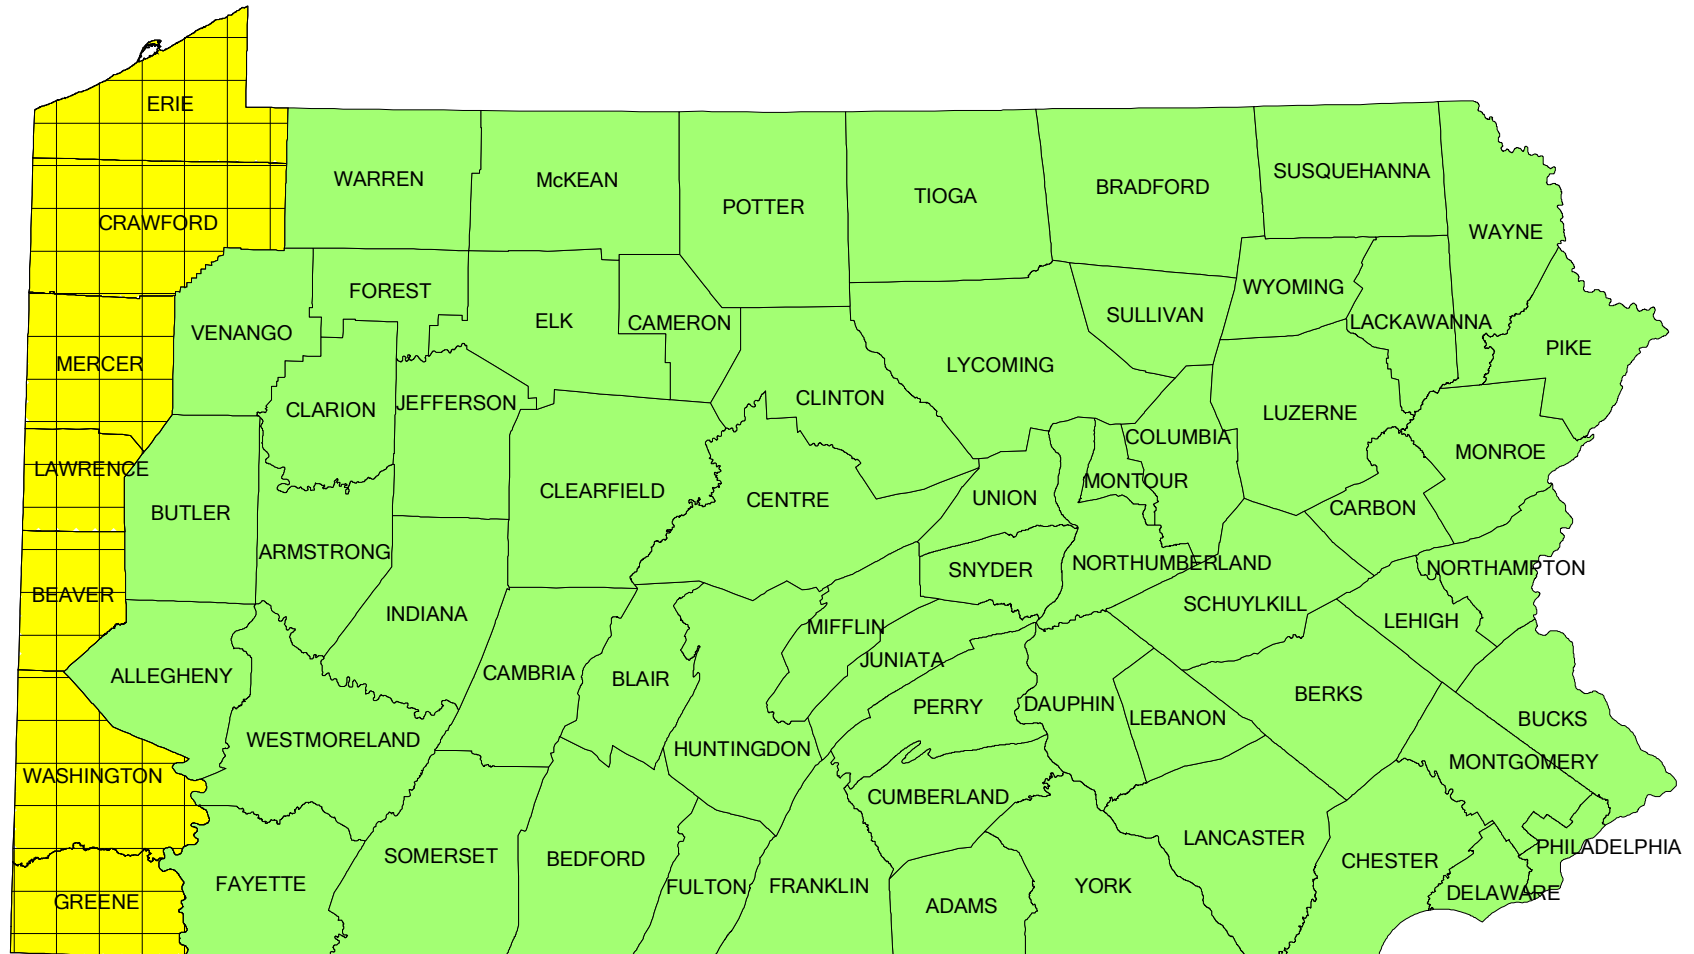 ERIE
WARREN
McKEAN
SUSQUEHANNA
BRADFORD
TIOGA
POTTER
CRAWFORD
WAYNE
FOREST
WYOMING
SULLIVAN
ELK
CAMERON
LACKAWANNA
VENANGO
PIKE
MERCER
LYCOMING
CLINTON
JEFFERSON
CLARION
LUZERNE
COLUMBIA
MONROE
LAWRENCE
MONTOUR
CLEARFIELD
CENTRE
UNION
CARBON
BUTLER
ARMSTRONG
NORTHUMBERLAND
NORTHAMPTON
SNYDER
BEAVER
SCHUYLKILL
INDIANA
LEHIGH
MIFFLIN
JUNIATA
CAMBRIA
ALLEGHENY
BLAIR
BERKS
DAUPHIN
PERRY
LEBANON
BUCKS
WESTMORELAND
HUNTINGDON
MONTGOMERY
WASHINGTON
CUMBERLAND
LANCASTER
PHILADELPHIA
SOMERSET
BEDFORD
CHESTER
FAYETTE
FULTON
FRANKLIN
YORK
DELAWARE
GREENE
ADAMS